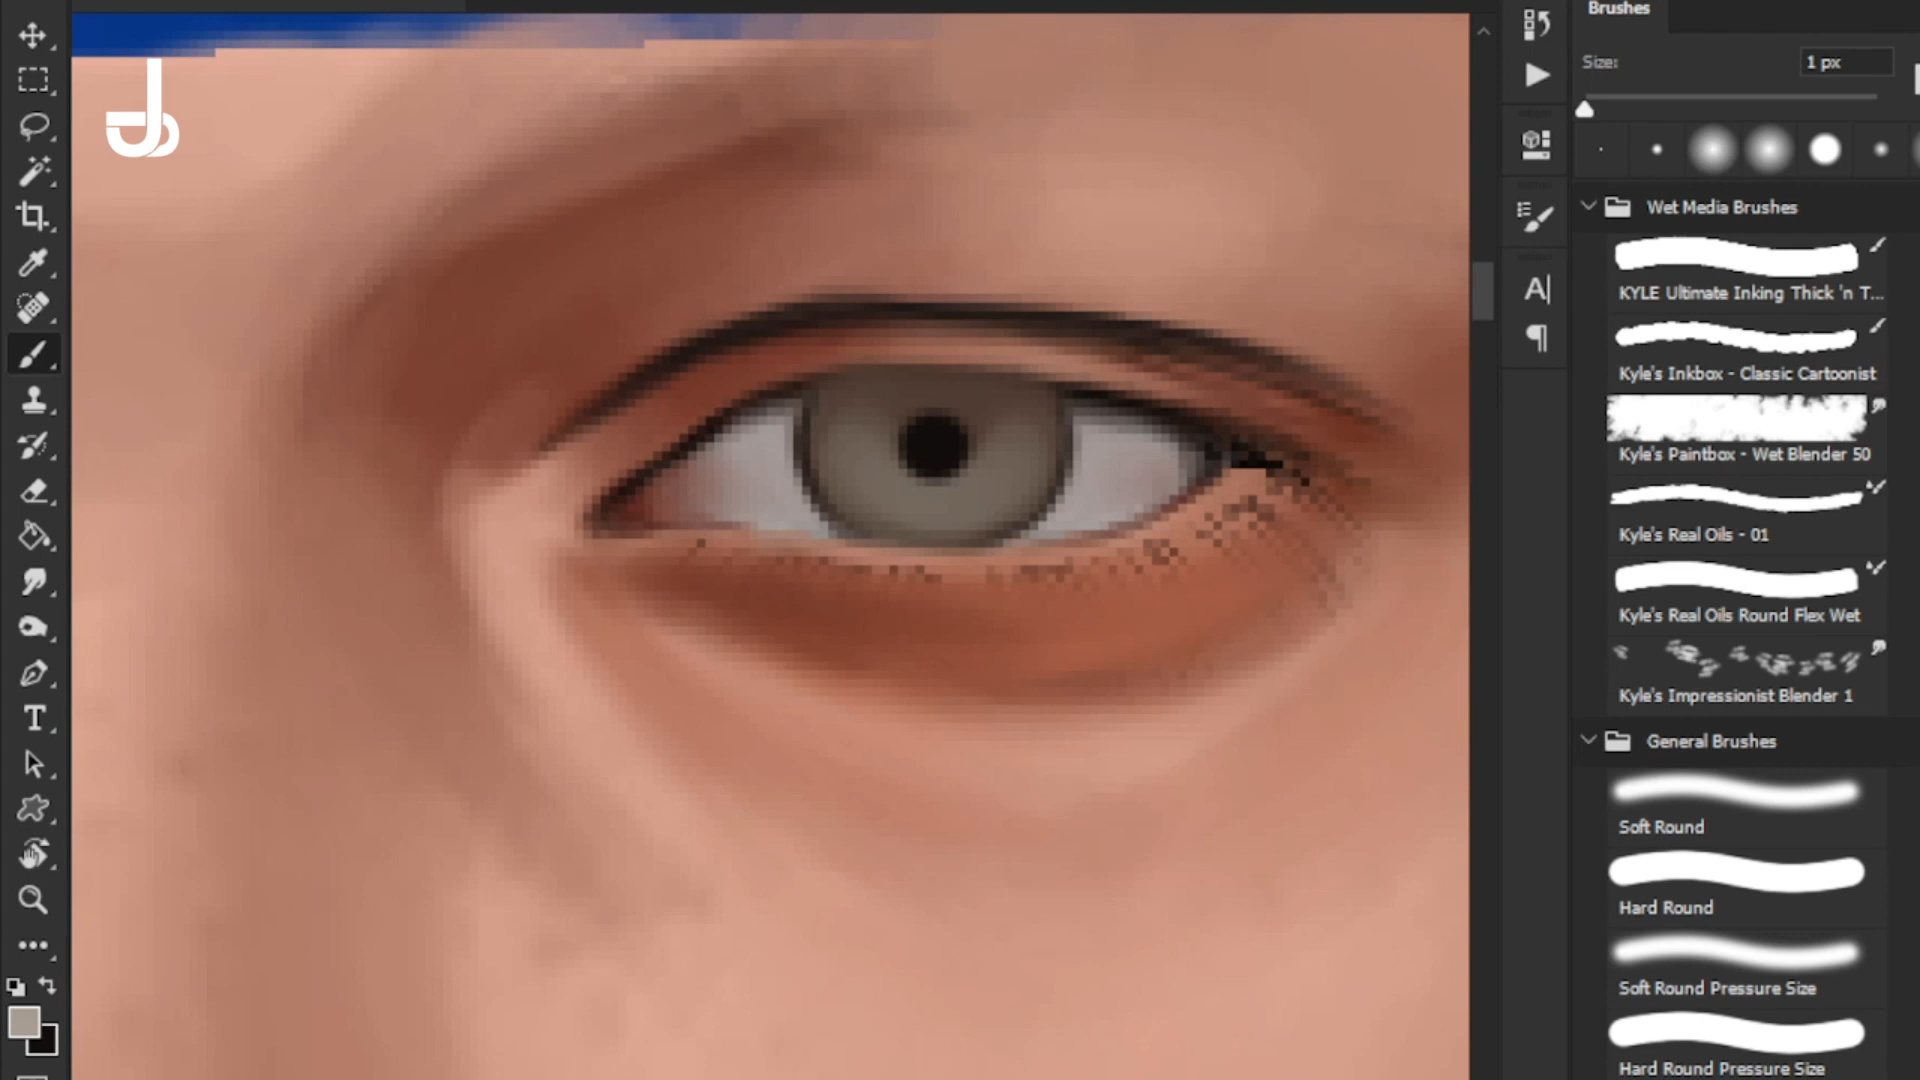 Brushes
Size:
1 px
Wet Media Brushes
KYLE Ultimate Inking Thick 'n T...
Kyle's Inkbox - Classic Cartoonist
Kyle's Paintbox - Wet Blender 50
Kyle's Real Oils - 01
Kyle's Real Oils Round Flex Wet
Kyle's Impressionist Blender 1
General Brushes
Soft Round
Hard Round
Soft Round Pressure Size
Hard Round Pressure Size